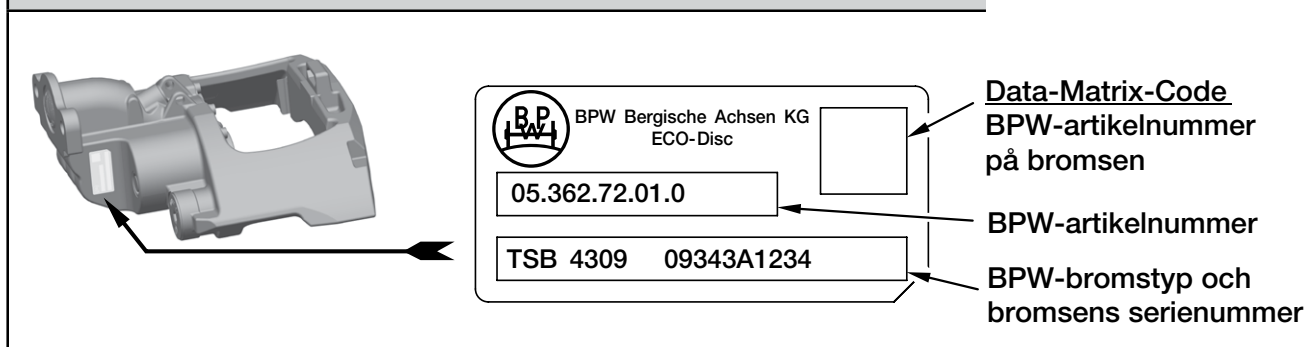 BPW
BPW Bergische Achsen KG
ECO-Disc
05.362.72.01.0
TSB 4309 09343A1234
Data-Matrix-Code
BPW-artikelnummer
på bromsen
BPW-artikelnummer
BPW-bromstyp och
bromsens serienummer